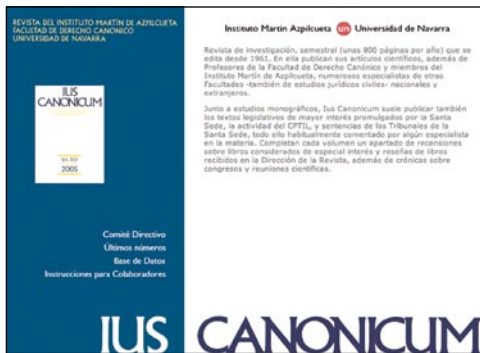 REVISTA DEL INSTITUTO MARTÍN DE AZPILCUETA
FACULTAD DE DERECHO CANÓNICO
UNIVERSIDAD DE NAVARRA
IUS
CANONICUM
2005
Comité Directivo
Últimos números
Base de Datos
Instrucciones para Colaboradores
Instituto Martín Azpilcueta un Universidad de Navarra
Revista de investigación, semestral (unas 800 páginas por año) que se
edita desde 1961. En ella publican sus artículos científicos, además de
Profesores de la Facultad de Derecho Canónico y miembros del
Instituto Martín de Azpilcueta, numerosos especialistas de otras
Facultades -también de estudios jurídicos civiles- nacionales y
extranjeros.
Junto a estudios monográficos, Ius Canonicum suele publicar también
los textos legislativos de mayor interés promulgados por la Santa
Sede, la actividad del CPTIL, y sentencias de los Tribunales de la
Santa Sede, todo ello habitualmente comentado por algún especialista
en la materia. Completan cada volumen un apartado de recensiones
sobre libros considerados de especial interés y reseñas de libros
recibidos en la Dirección de la Revista, además de crónicas sobre
congresos y reuniones científicas.
IUS CANONICUM